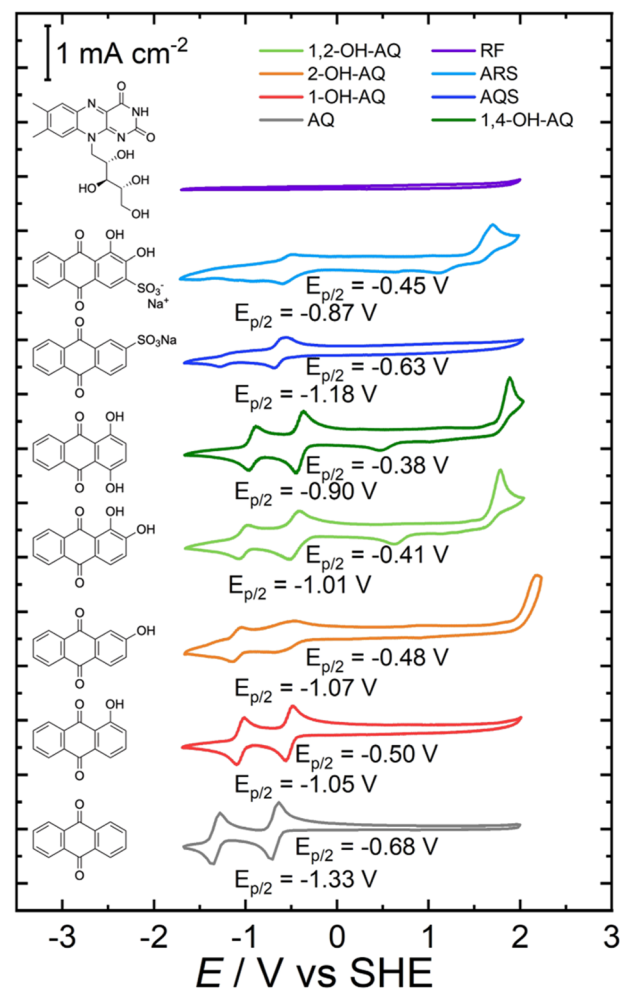 1 mA cm-2
1,2-OH-AQ
2-OH-AQ
1-OH-AQ
AQ
RF
ARS
AQS
1,4-OH-AQ
O
N
NH
N
N
O
OH
HO
OH
OH
O
OH
OH
SO3-
Na+
O
Ep/2 = -0.45 V
Ep/2 = -0.87 V
O
SO3Na
O
Ep/2 = -0.63 V
Ep/2 = -1.18 V
O
OH
O
OH
Ep/2 = -0.38 V
Ep/2 = -0.90 V
O
OH
OH
O
Ep/2 = -0.41 V
Ep/2 = -1.01 V
O
OH
O
Ep/2 = -0.48 V
Ep/2 = -1.07 V
O
OH
O
Ep/2 = -0.50 V
Ep/2 = -1.05 V
O
O
Ep/2 = -0.68 V
Ep/2 = -1.33 V
-3 -2 -1 0 1 2 3
E / V vs SHE